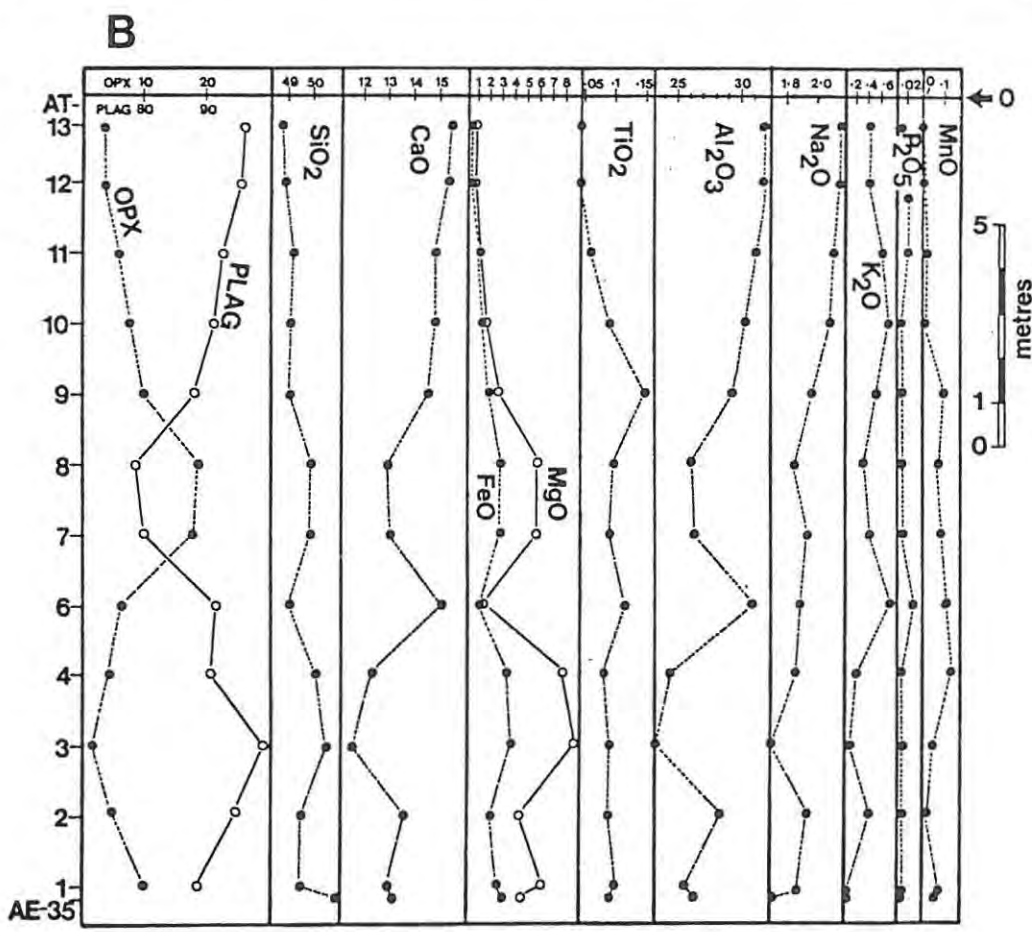 B
OPX 10 20
PLAG 80 90
49 50
12 13 14 15
1 2 3 4 5 6 7 8
·05 ·1 ·15
25 30
1·8 2·0
·2 ·4 ·6
·02
0 ·1
AT-
13
12
11
10
9
8
7
6
4
3
2
1
AE-35
OPX
PLAG
SiO2
CaO
FeO
MgO
TiO2
Al2O3
Na2O
K2O
P2O5
MnO
0
5
1
0
metres